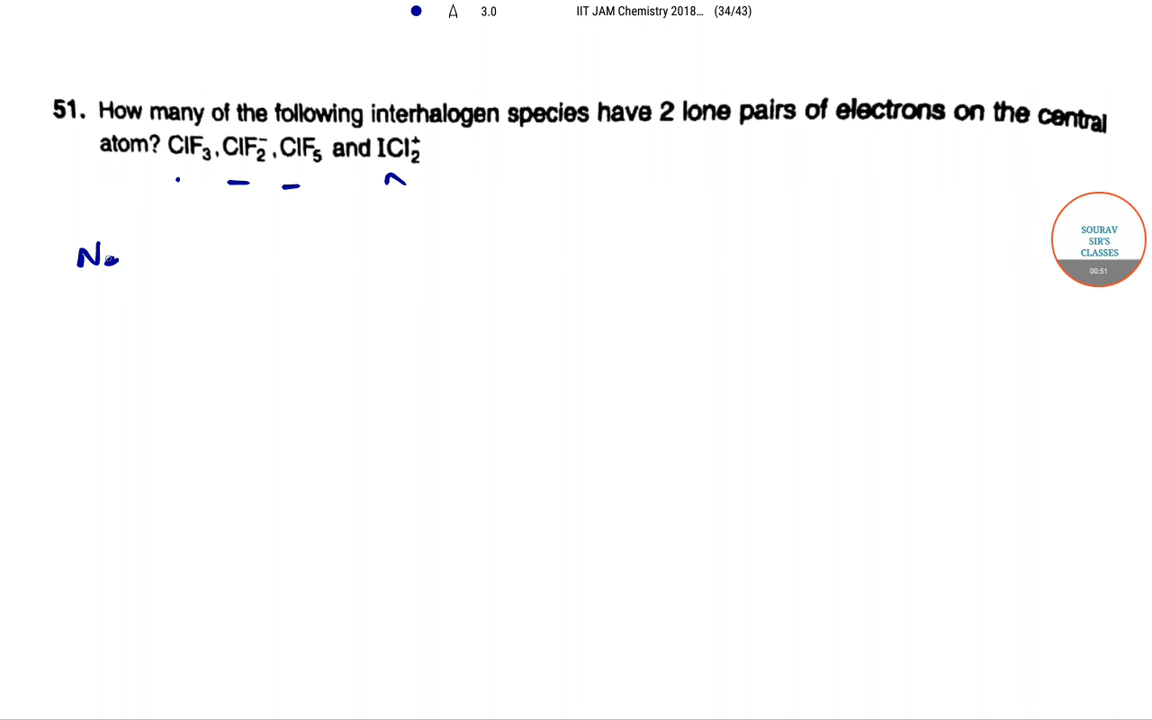 3.0 IIT JAM Chemistry 2018... (34/43)
51. How many of the following interhalogen species have 2 lone pairs of electrons on the central
atom? ClF₃, ClF₂⁻, ClF₅ and ICl₂⁺
SOURAV
SIR'S
CLASSES
00:51
No